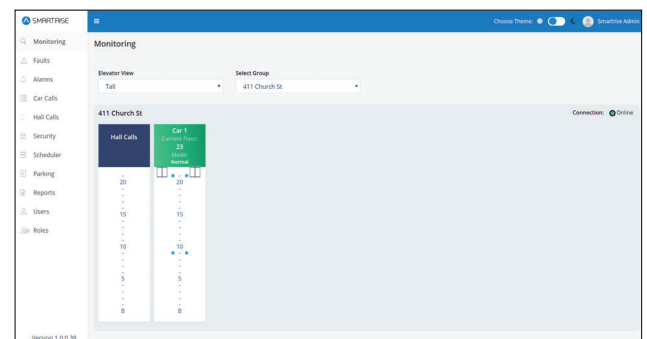 SMARTRISE
Choose Theme:
Smartrise Admin
Monitoring
Faults
Alarms
Car Calls
Hall Calls
Security
Scheduler
Parking
Reports
Users
Roles
Version 1.0.0.38
Monitoring
Elevator View
Select Group
Tall
411 Church St
411 Church St
Connection: Online
Hall Calls
Car 1
Current Floor:
23
Mode:
Normal
20
20
15
15
10
10
5
5
B
B